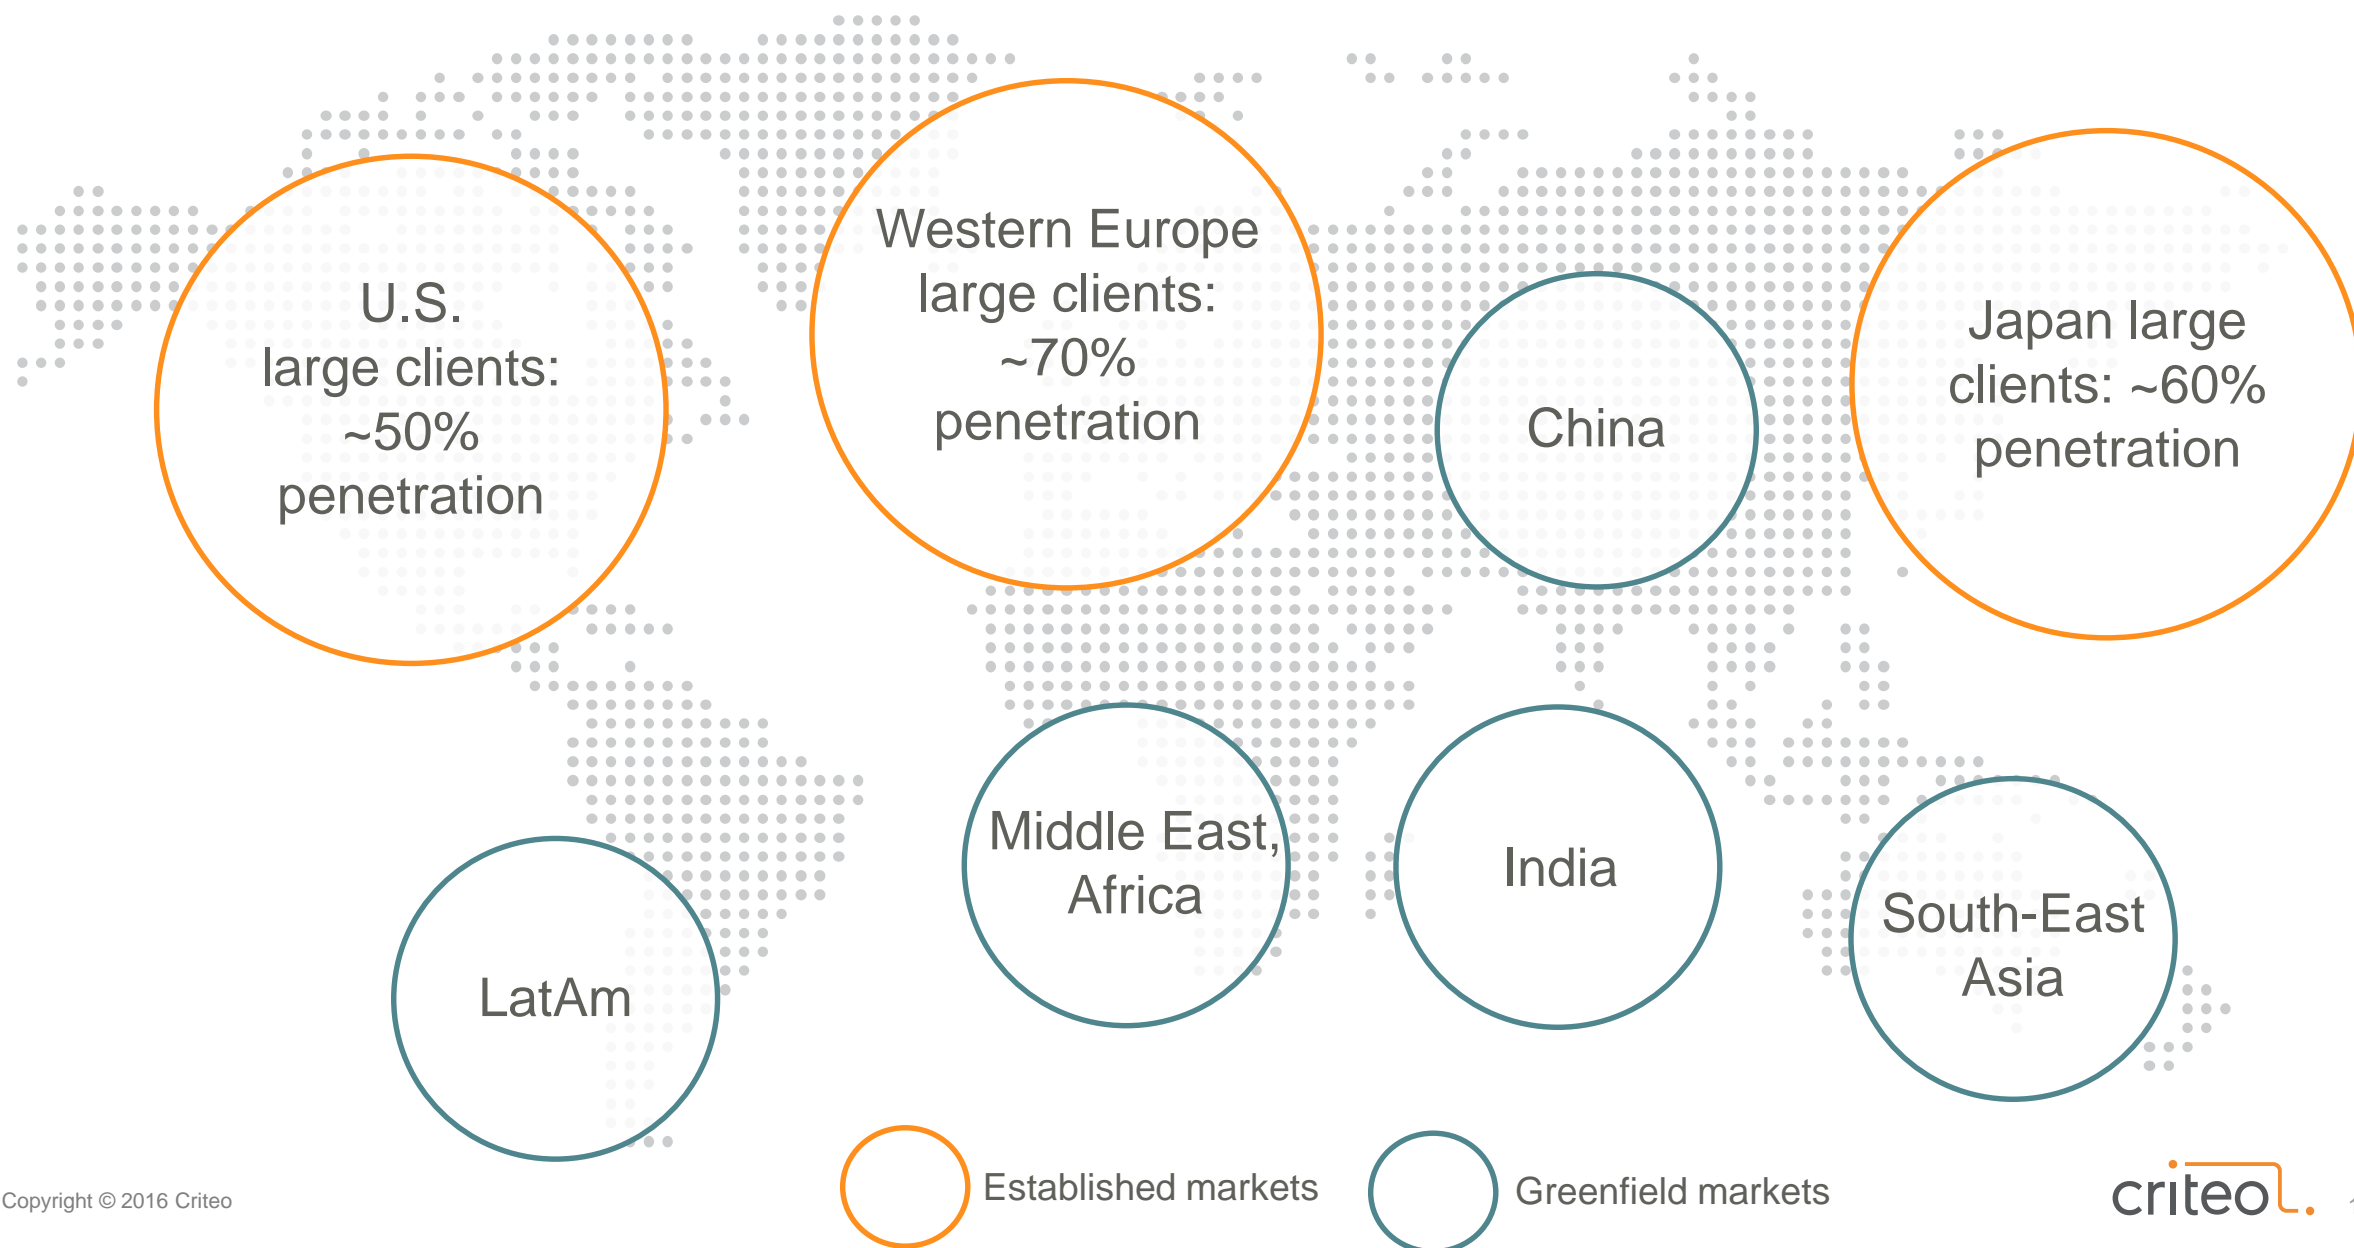 U.S.
large clients:
~50%
penetration
Western Europe
large clients:
~70%
penetration
China
Japan large
clients: ~60%
penetration
LatAm
Middle East,
Africa
India
South-East
Asia
Established markets
Greenfield markets
Copyright © 2016 Criteo
criteo